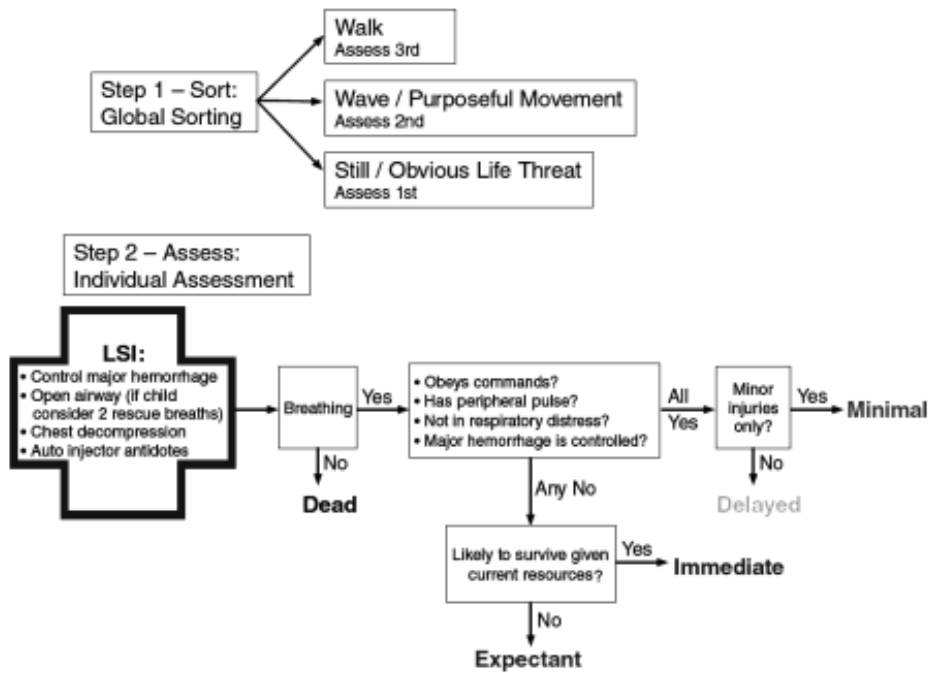 Walk
Assess 3rd
Step 1 – Sort:
Global Sorting
Wave / Purposeful Movement
Assess 2nd
Still / Obvious Life Threat
Assess 1st
Step 2 – Assess:
Individual Assessment
LSI:
• Control major hemorrhage
• Open airway (if child
consider 2 rescue breaths)
• Chest decompression
• Auto injector antidotes
Breathing
Yes
No
Dead
• Obeys commands?
• Has peripheral pulse?
• Not in respiratory distress?
• Major hemorrhage is controlled?
All
Yes
Minor
injuries
only?
Yes
Minimal
No
Delayed
Any No
Likely to survive given
current resources?
Yes
Immediate
No
Expectant